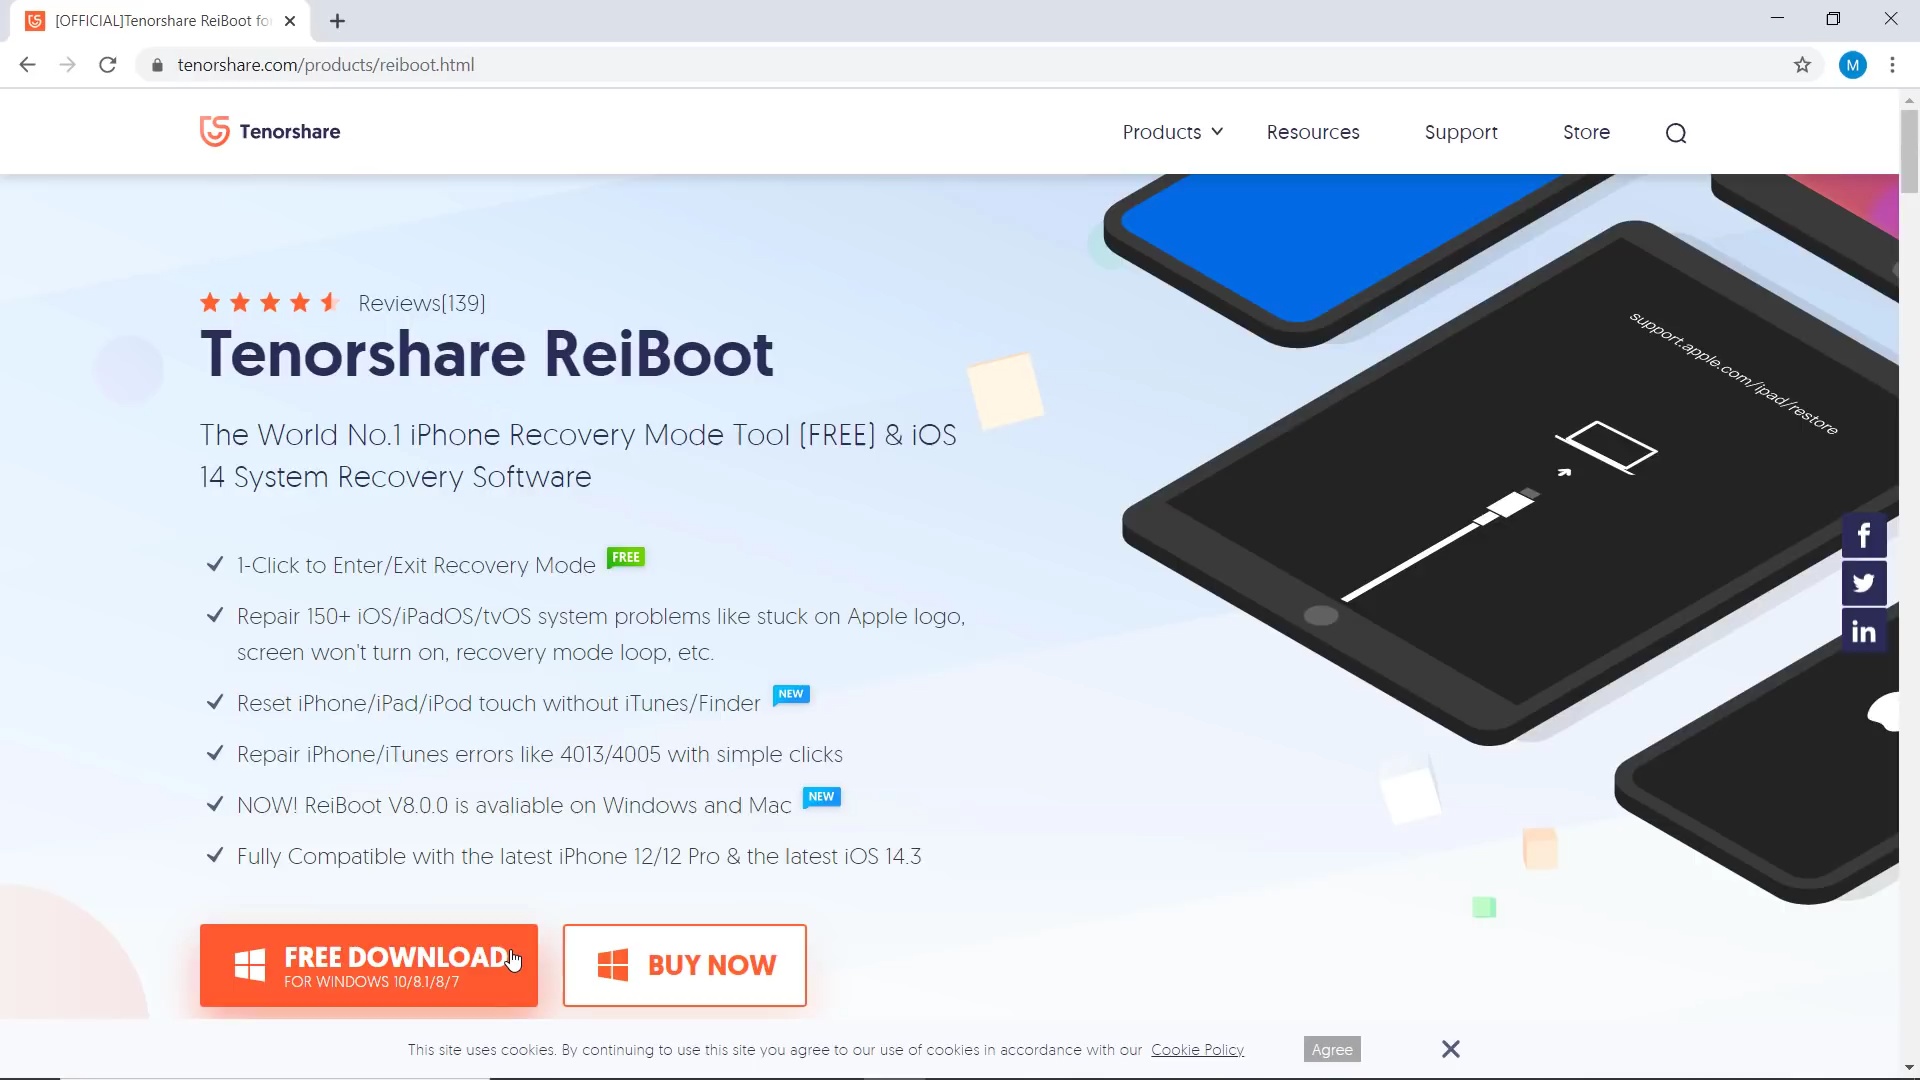 [OFFICIAL]Tenorshare ReiBoot fo
M
tenorshare.com/products/reiboot.html
Tenorshare
Products
Resources
Support
Store
Reviews[139]
Tenorshare ReiBoot
The World No.1 iPhone Recovery Mode Tool [FREE] & iOS
14 System Recovery Software
1-Click to Enter/Exit Recovery Mode FREE
Repair 150+ iOS/iPadOS/tvOS system problems like stuck on Apple logo,
screen won't turn on, recovery mode loop, etc.
Reset iPhone/iPad/iPod touch without iTunes/Finder NEW
Repair iPhone/iTunes errors like 4013/4005 with simple clicks
NOW! ReiBoot V8.0.0 is avaliable on Windows and Mac NEW
Fully Compatible with the latest iPhone 12/12 Pro & the latest iOS 14.3
FREE DOWNLOAD
FOR WINDOWS 10/8.1/8/7
BUY NOW
support.apple.com/ipad/restore
f
in
This site uses cookies. By continuing to use this site you agree to our use of cookies in accordance with our Cookie Policy
Agree